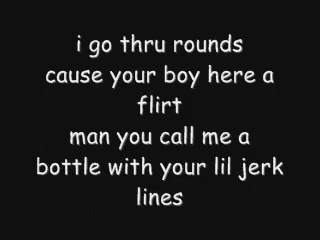 i go thru rounds
cause your boy here a
flirt
man you call me a
bottle with your lil jerk
lines